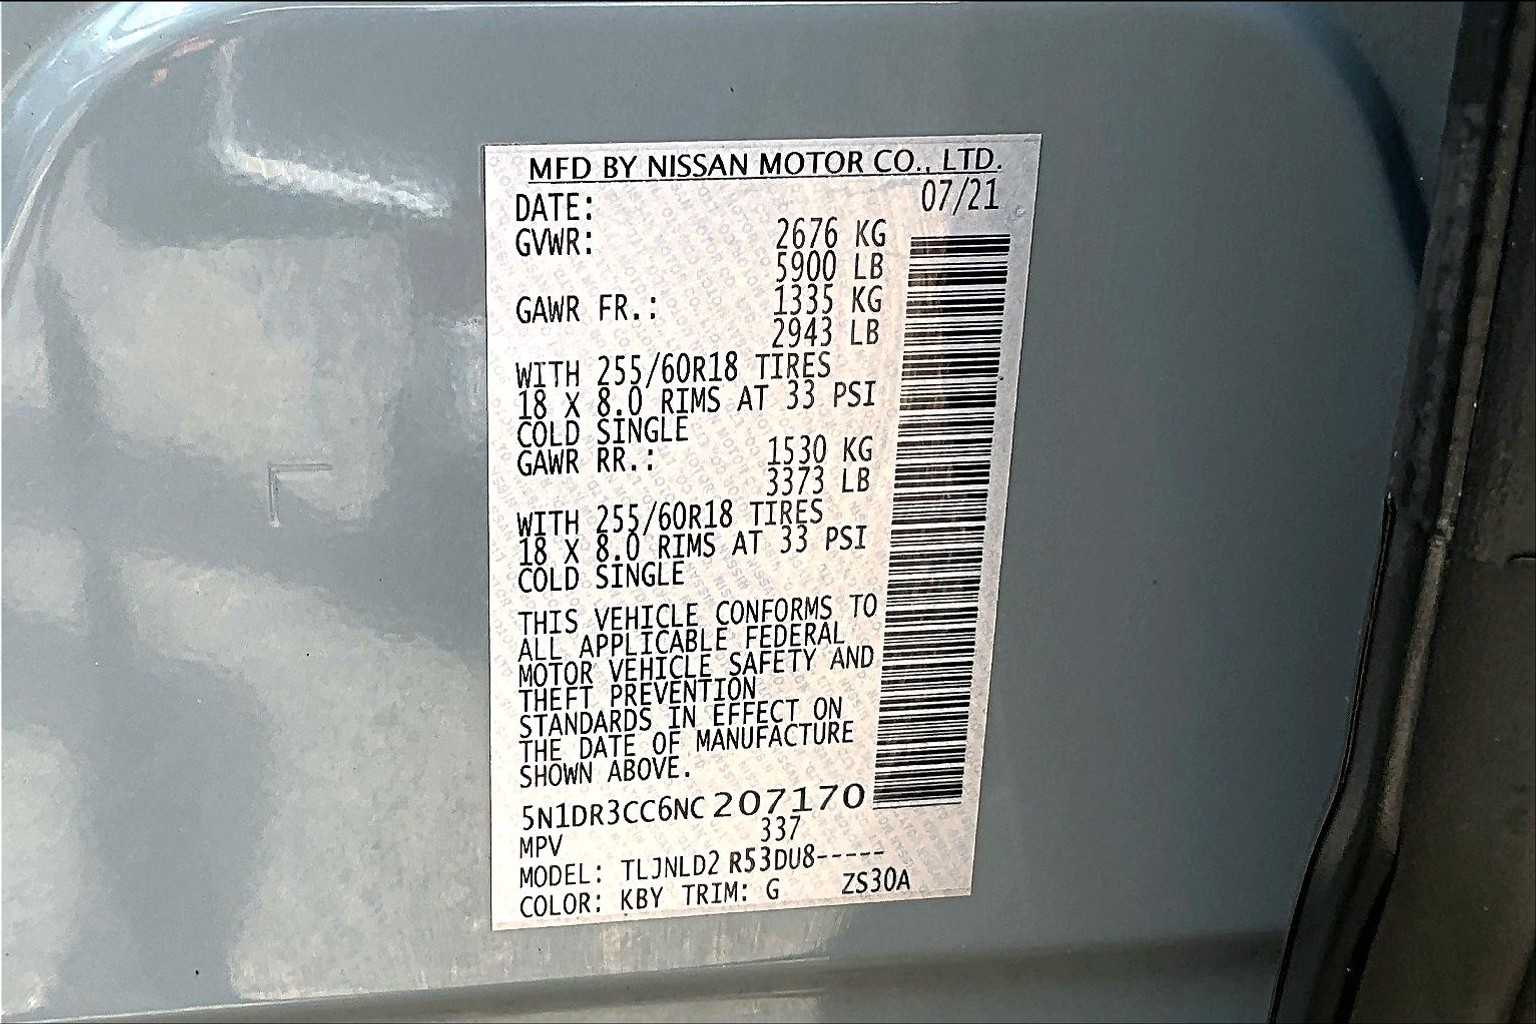 MFD BY NISSAN MOTOR CO., LTD.
DATE: 07/21
GVWR: 2676 KG
5900 LB
GAWR FR.: 1335 KG
2943 LB
WITH 255/60R18 TIRES
18 X 8.0 RIMS AT 33 PSI
COLD SINGLE
GAWR RR.: 1530 KG
3373 LB
WITH 255/60R18 TIRES
18 X 8.0 RIMS AT 33 PSI
COLD SINGLE
THIS VEHICLE CONFORMS TO
ALL APPLICABLE FEDERAL
MOTOR VEHICLE SAFETY AND
THEFT PREVENTION
STANDARDS IN EFFECT ON
THE DATE OF MANUFACTURE
SHOWN ABOVE.
5N1DR3CC6NC207170
MPV 337
MODEL: TLJNLD2 R53DU8-----
COLOR: KBY TRIM: G ZS30A